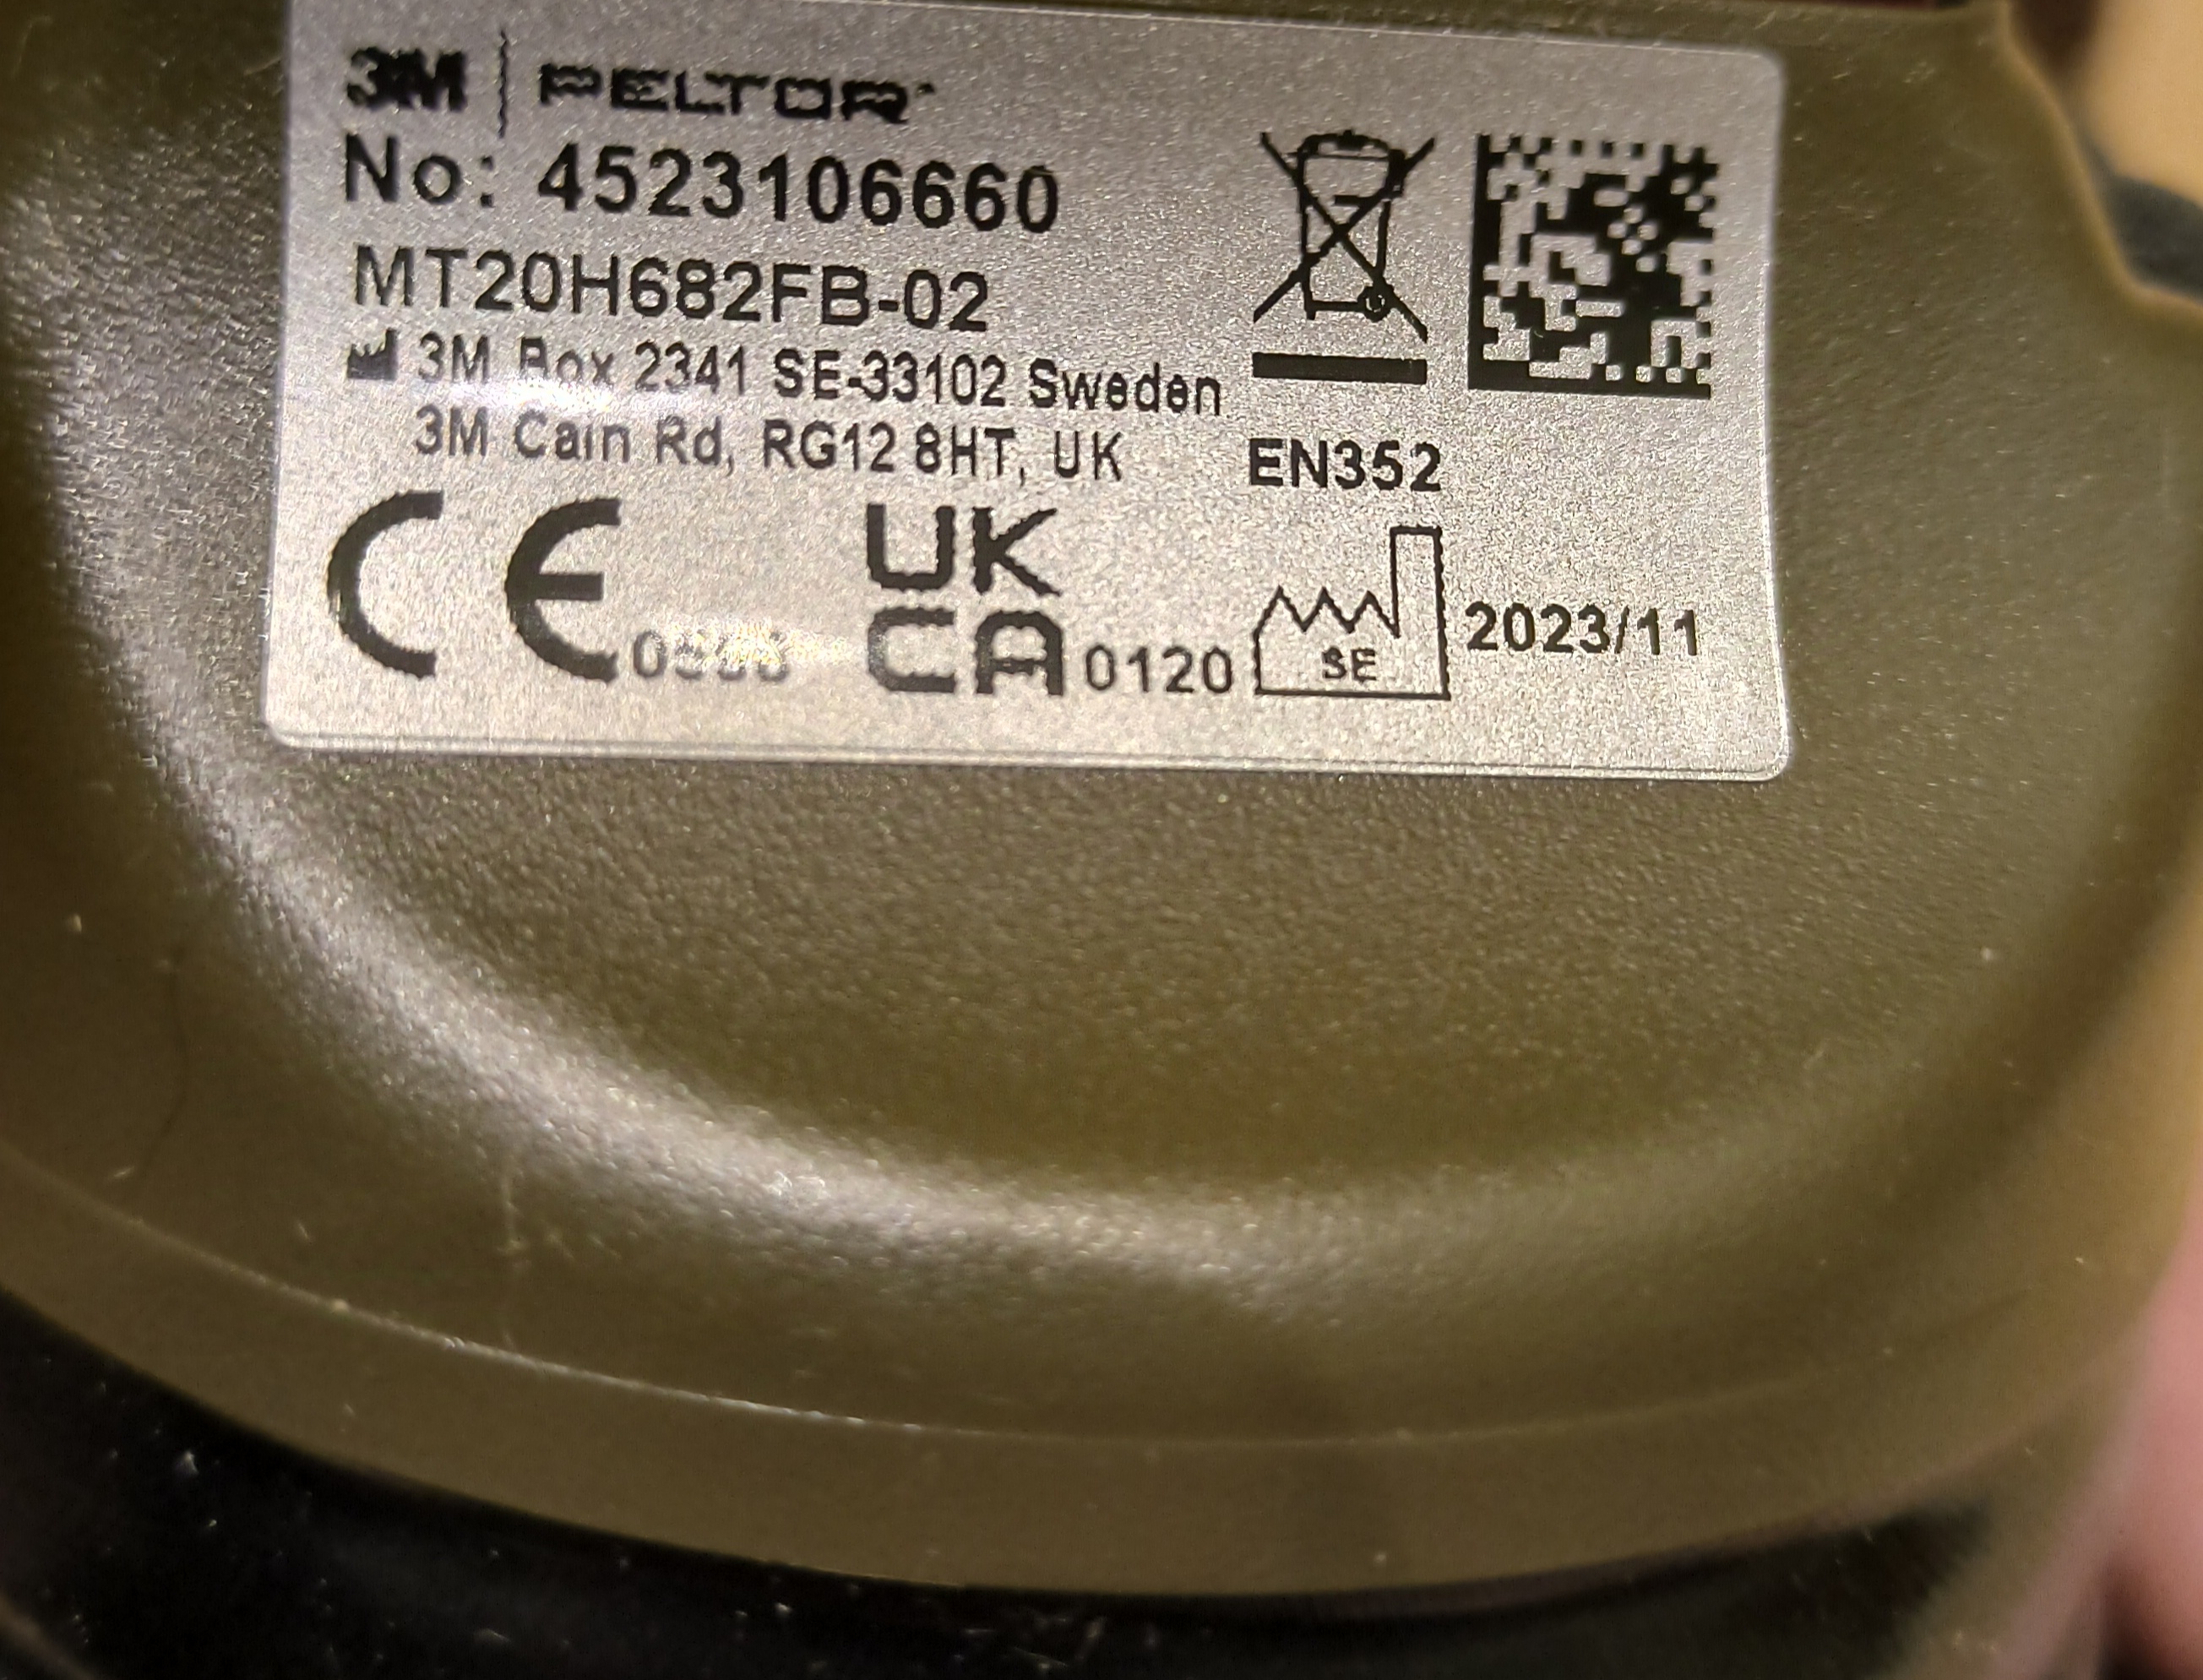 3M PELTOR
No: 4523106660
MT20H682FB-02
3M Box 2341 SE-33102 Sweden
3M Cain Rd, RG12 8HT, UK
EN352
CE
UK
CA 0120
SE
2023/11